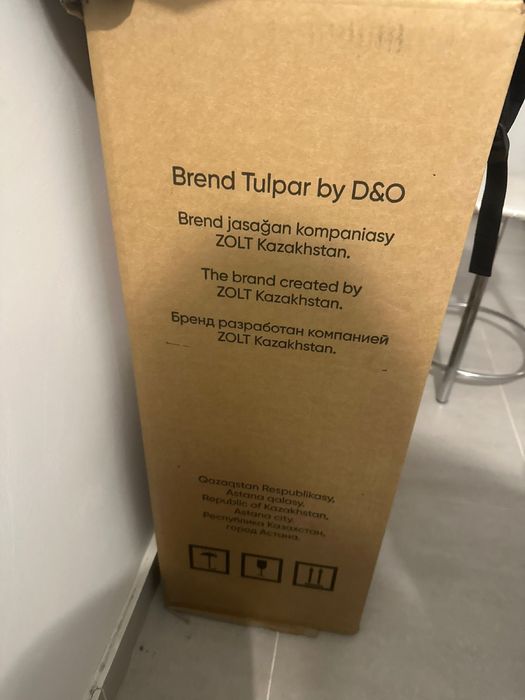 Brend Tulpar by D&O
Brend jasağan kompaniasy
ZOLT Kazakhstan.
The brand created by
ZOLT Kazakhstan.
Бренд разработан компанией
ZOLT Kazakhstan.
Qazaqstan Respublikasy,
Astana qalasy,
Republic of Kazakhstan,
Astana city.
Республика Казахстан,
город Астана.